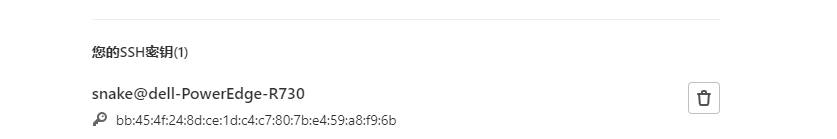 您的SSH密钥(1)
snake@dell-PowerEdge-R730
bb:45:4f:24:8d:ce:1d:c4:c7:80:7b:e4:59:a8:f9:6b